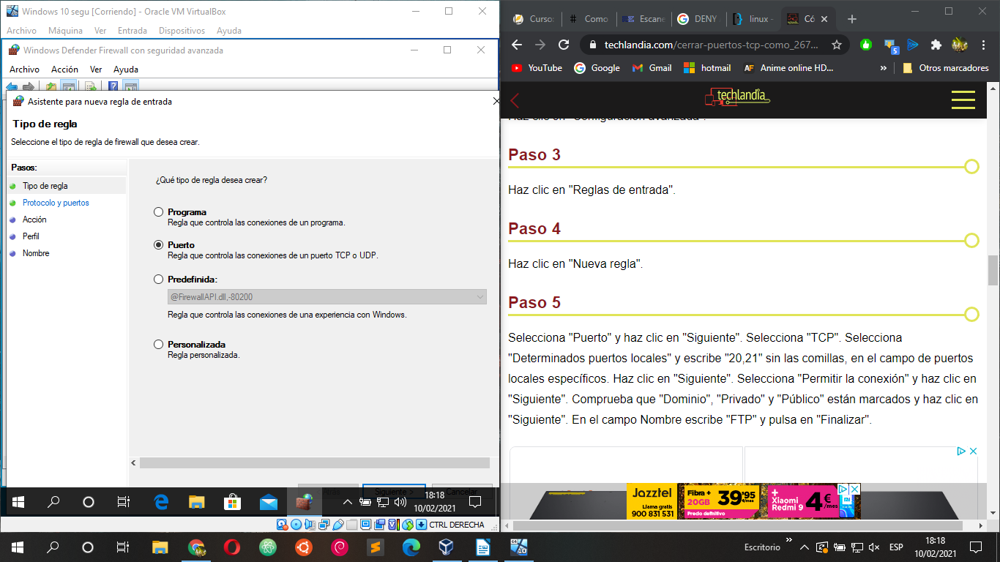 Windows 10 segu [Corriendo] - Oracle VM VirtualBox
Archivo Máquina Ver Entrada Dispositivos Ayuda
Windows Defender Firewall con seguridad avanzada
Archivo Acción Ver Ayuda
Asistente para nueva regla de entrada
Tipo de regla
Seleccione el tipo de regla de firewall que desea crear.
Pasos:
Tipo de regla
Protocolo y puertos
Acción
Perfil
Nombre
¿Qué tipo de regla desea crear?
Programa
Regla que controla las conexiones de un programa.
Puerto
Regla que controla las conexiones de un puerto TCP o UDP.
Predefinida:
@FirewallAPI.dll,-80200
Regla que controla las conexiones de una experiencia con Windows.
Personalizada
Regla personalizada.
Siguiente > Cancelar
18:18
10/02/2021
CTRL DERECHA
Curso: Como Escane DENY linux - Có
techlandia.com/cerrar-puertos-tcp-como_267...
5
YouTube Google Gmail hotmail AF Anime online HD... » Otros marcadores
techlandia
Haz clic en "Configuración avanzada".
Paso 3
Haz clic en "Reglas de entrada".
Paso 4
Haz clic en "Nueva regla".
Paso 5
Selecciona "Puerto" y haz clic en "Siguiente". Selecciona "TCP". Selecciona
"Determinados puertos locales" y escribe "20,21" sin las comillas, en el campo de puertos
locales específicos. Haz clic en "Siguiente". Selecciona "Permitir la conexión" y haz clic en
"Siguiente". Comprueba que "Dominio", "Privado" y "Público" están marcados y haz clic en
"Siguiente". En el campo Nombre escribe "FTP" y pulsa en "Finalizar".
Jazztel
Llama gratis
900 831 531
Fibra +
20GB
Precio definitivo
39'95
€/mes
+
Xiaomi
Redmi 9
4€
/mes
Escritorio » ESP
18:18
10/02/2021